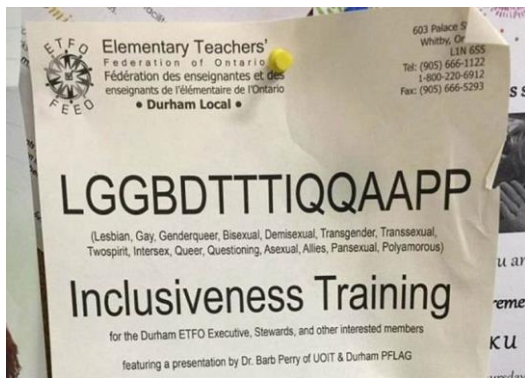 ETFO
FEEO
Elementary Teachers'
Federation of Ontario
Fédération des enseignantes et des
enseignants de l'élémentaire de l'Ontario
• Durham Local •
603 Palace S
Whitby, On
L1N 6S5
Tel: (905) 666-1122
1-800-220-6912
Fax: (905) 666-5293
LGGBDTTTIQQAAPP
(Lesbian, Gay, Genderqueer, Bisexual, Demisexual, Transgender, Transsexual,
Twospirit, Intersex, Queer, Questioning, Asexual, Allies, Pansexual, Polyamorous)
Inclusiveness Training
for the Durham ETFO Executive, Stewards, and other interested members
featuring a presentation by Dr. Barb Perry of UOIT & Durham PFLAG